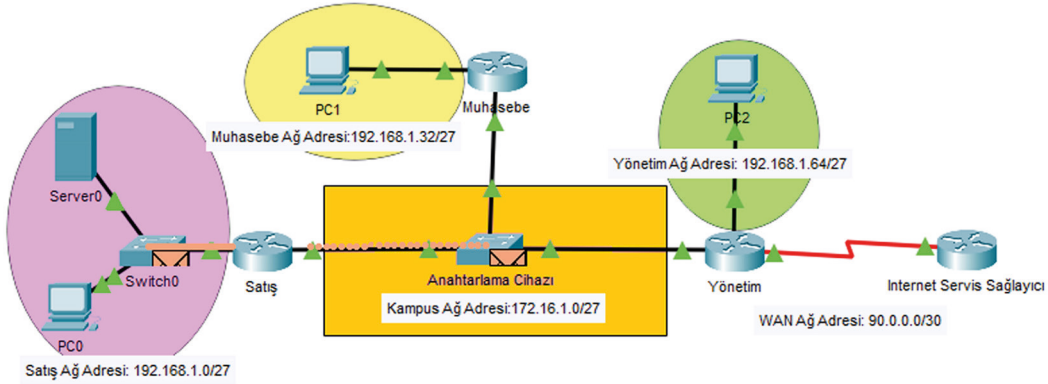 PC1
Muhasebe
Muhasebe Ağ Adresi:192.168.1.32/27
PC2
Yönetim Ağ Adresi: 192.168.1.64/27
Server0
Switch0
Satış
Anahtarlama Cihazı
Kampus Ağ Adresi:172.16.1.0/27
Yönetim
Internet Servis Sağlayıcı
WAN Ağ Adresi: 90.0.0.0/30
PC0
Satış Ağ Adresi: 192.168.1.0/27